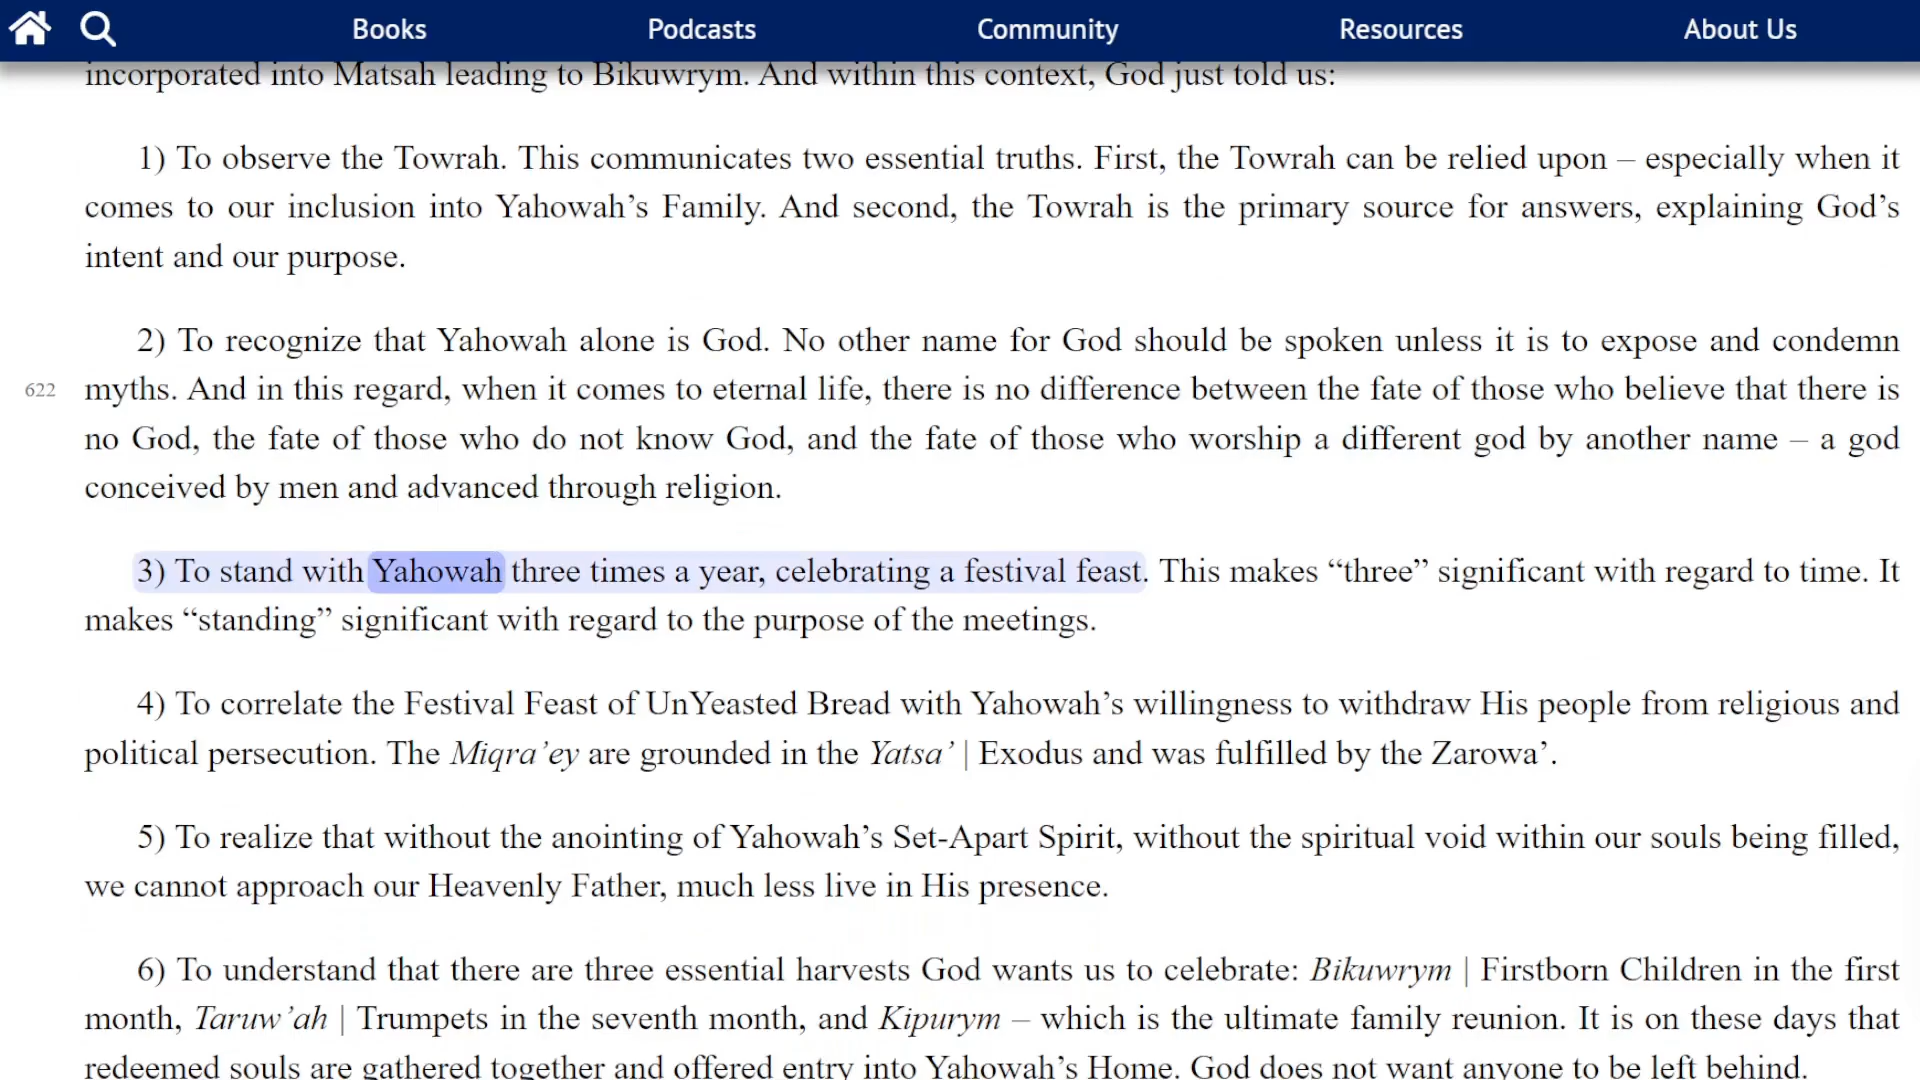 Books Podcasts Community Resources About Us
incorporated into Matsah leading to Bikuwrym. And within this context, God just told us:
1) To observe the Towrah. This communicates two essential truths. First, the Towrah can be relied upon – especially when it
comes to our inclusion into Yahowah’s Family. And second, the Towrah is the primary source for answers, explaining God’s
intent and our purpose.
2) To recognize that Yahowah alone is God. No other name for God should be spoken unless it is to expose and condemn
622 myths. And in this regard, when it comes to eternal life, there is no difference between the fate of those who believe that there is
no God, the fate of those who do not know God, and the fate of those who worship a different god by another name – a god
conceived by men and advanced through religion.
3) To stand with Yahowah three times a year, celebrating a festival feast. This makes “three” significant with regard to time. It
makes “standing” significant with regard to the purpose of the meetings.
4) To correlate the Festival Feast of UnYeasted Bread with Yahowah’s willingness to withdraw His people from religious and
political persecution. The Miqra’ey are grounded in the Yatsa’ | Exodus and was fulfilled by the Zarowa’.
5) To realize that without the anointing of Yahowah’s Set-Apart Spirit, without the spiritual void within our souls being filled,
we cannot approach our Heavenly Father, much less live in His presence.
6) To understand that there are three essential harvests God wants us to celebrate: Bikuwrym | Firstborn Children in the first
month, Taruw’ah | Trumpets in the seventh month, and Kipurym – which is the ultimate family reunion. It is on these days that
redeemed souls are gathered together and offered entry into Yahowah’s Home. God does not want anyone to be left behind.